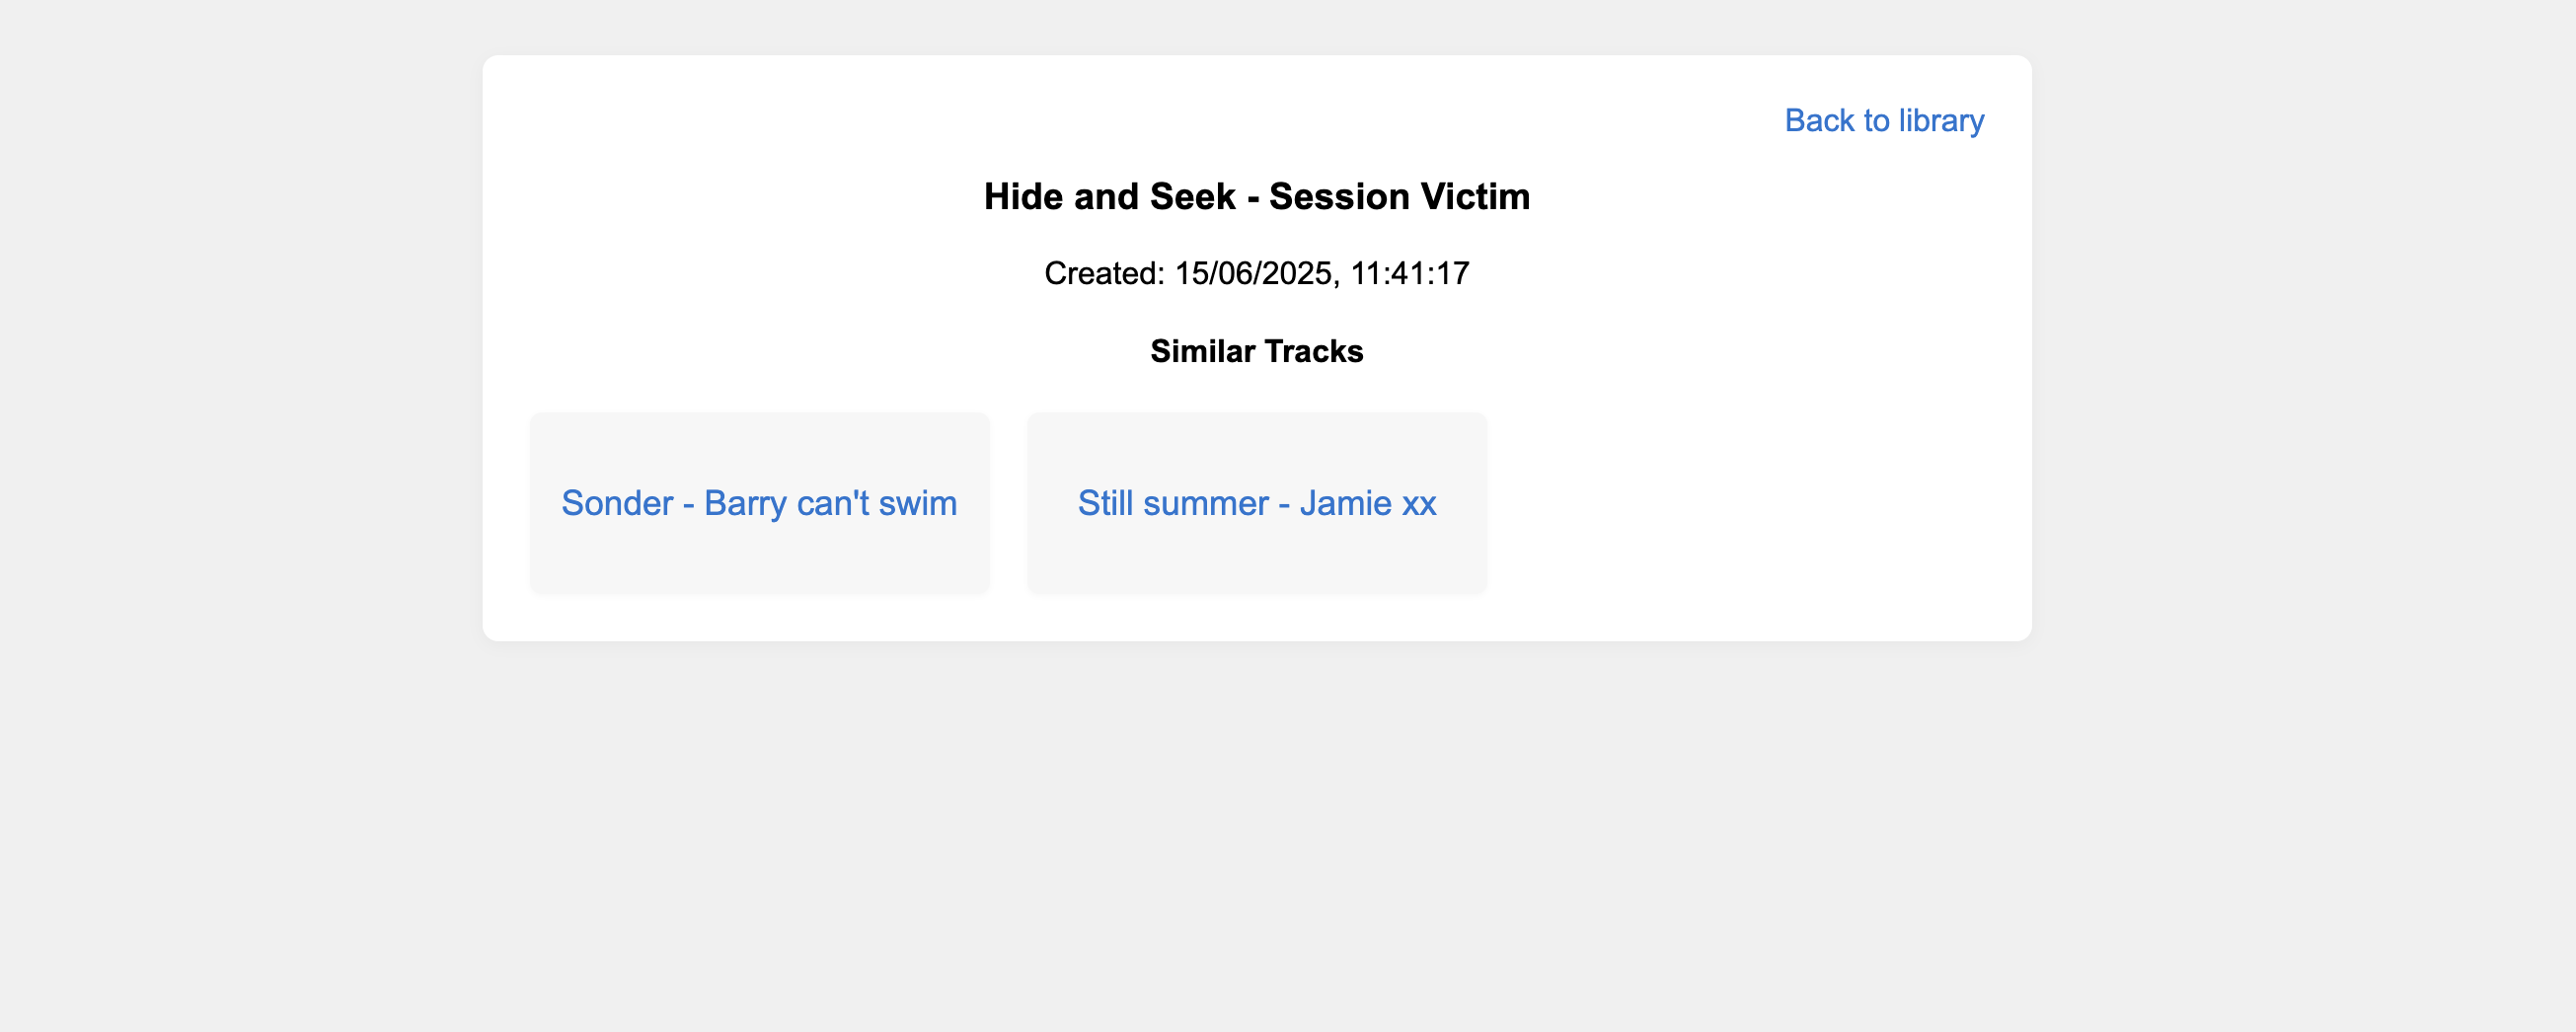 Back to library
Hide and Seek - Session Victim
Created: 15/06/2025, 11:41:17
Similar Tracks
Sonder - Barry can't swim
Still summer - Jamie xx